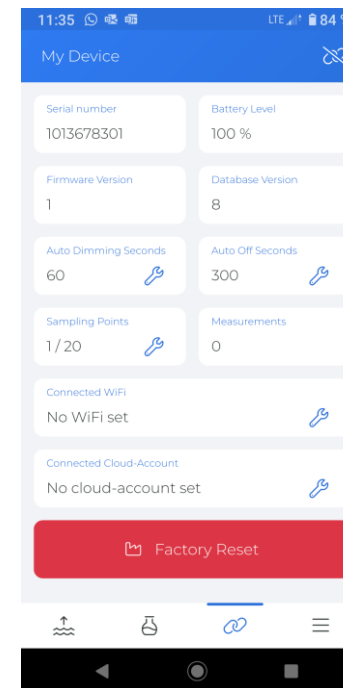 11:35 LTE 84 %
My Device
Serial number
1013678301
Battery Level
100 %
Firmware Version
1
Database Version
8
Auto Dimming Seconds
60
Auto Off Seconds
300
Sampling Points
1 / 20
Measurements
0
Connected WiFi
No WiFi set
Connected Cloud-Account
No cloud-account set
Factory Reset